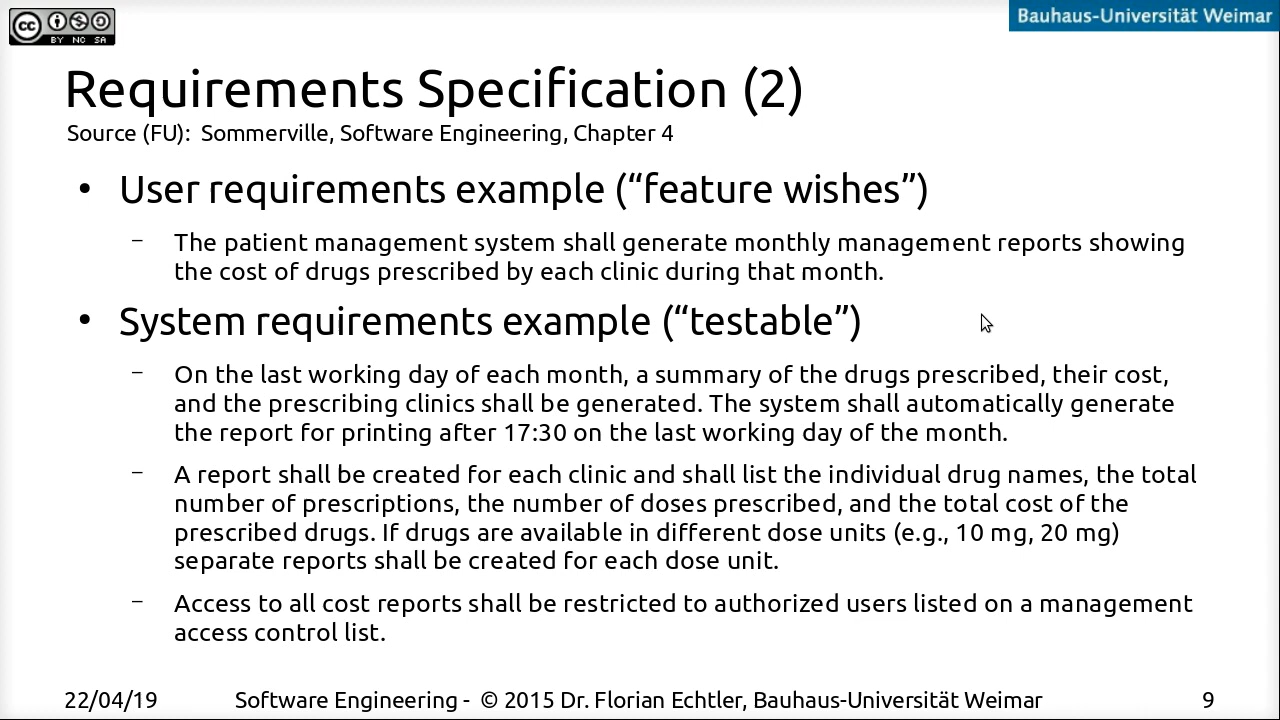 cc BY NC SA
Bauhaus-Universität Weimar
Requirements Specification (2)
Source (FU):  Sommerville, Software Engineering, Chapter 4
• User requirements example (“feature wishes”)
– The patient management system shall generate monthly management reports showing
the cost of drugs prescribed by each clinic during that month.
• System requirements example (“testable”)
– On the last working day of each month, a summary of the drugs prescribed, their cost,
and the prescribing clinics shall be generated. The system shall automatically generate
the report for printing after 17:30 on the last working day of the month.
– A report shall be created for each clinic and shall list the individual drug names, the total
number of prescriptions, the number of doses prescribed, and the total cost of the
prescribed drugs. If drugs are available in different dose units (e.g., 10 mg, 20 mg)
separate reports shall be created for each dose unit.
– Access to all cost reports shall be restricted to authorized users listed on a management
access control list.
22/04/19 Software Engineering -  © 2015 Dr. Florian Echtler, Bauhaus-Universität Weimar 9